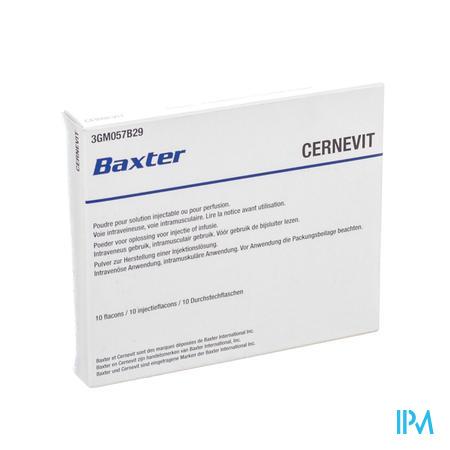 CERNEVIT
3GM057B29
Baxter
CERNEVIT
Poudre pour solution injectable ou pour perfusion.
Voie intraveineuse, voie intramusculaire. Lire la notice avant utilisation.
Poeder voor oplossing voor injectie of infusie.
Intraveneus gebruik, intramusculair gebruik. Vóór gebruik de bijsluiter lezen.
Pulver zur Herstellung einer Injektionslösung.
Intravenöse Anwendung, intramuskuläre Anwendung. Vor Anwendung die Packungsbeilage beachten.
10 flacons / 10 injectieflacons / 10 Durchstechflaschen
Baxter et Cernevit sont des marques déposées de Baxter International Inc.
Baxter en Cernevit zijn handelsmerken van Baxter International Inc.
Baxter und Cernevit sind eingetragene Marken der Baxter International Inc.
IPM